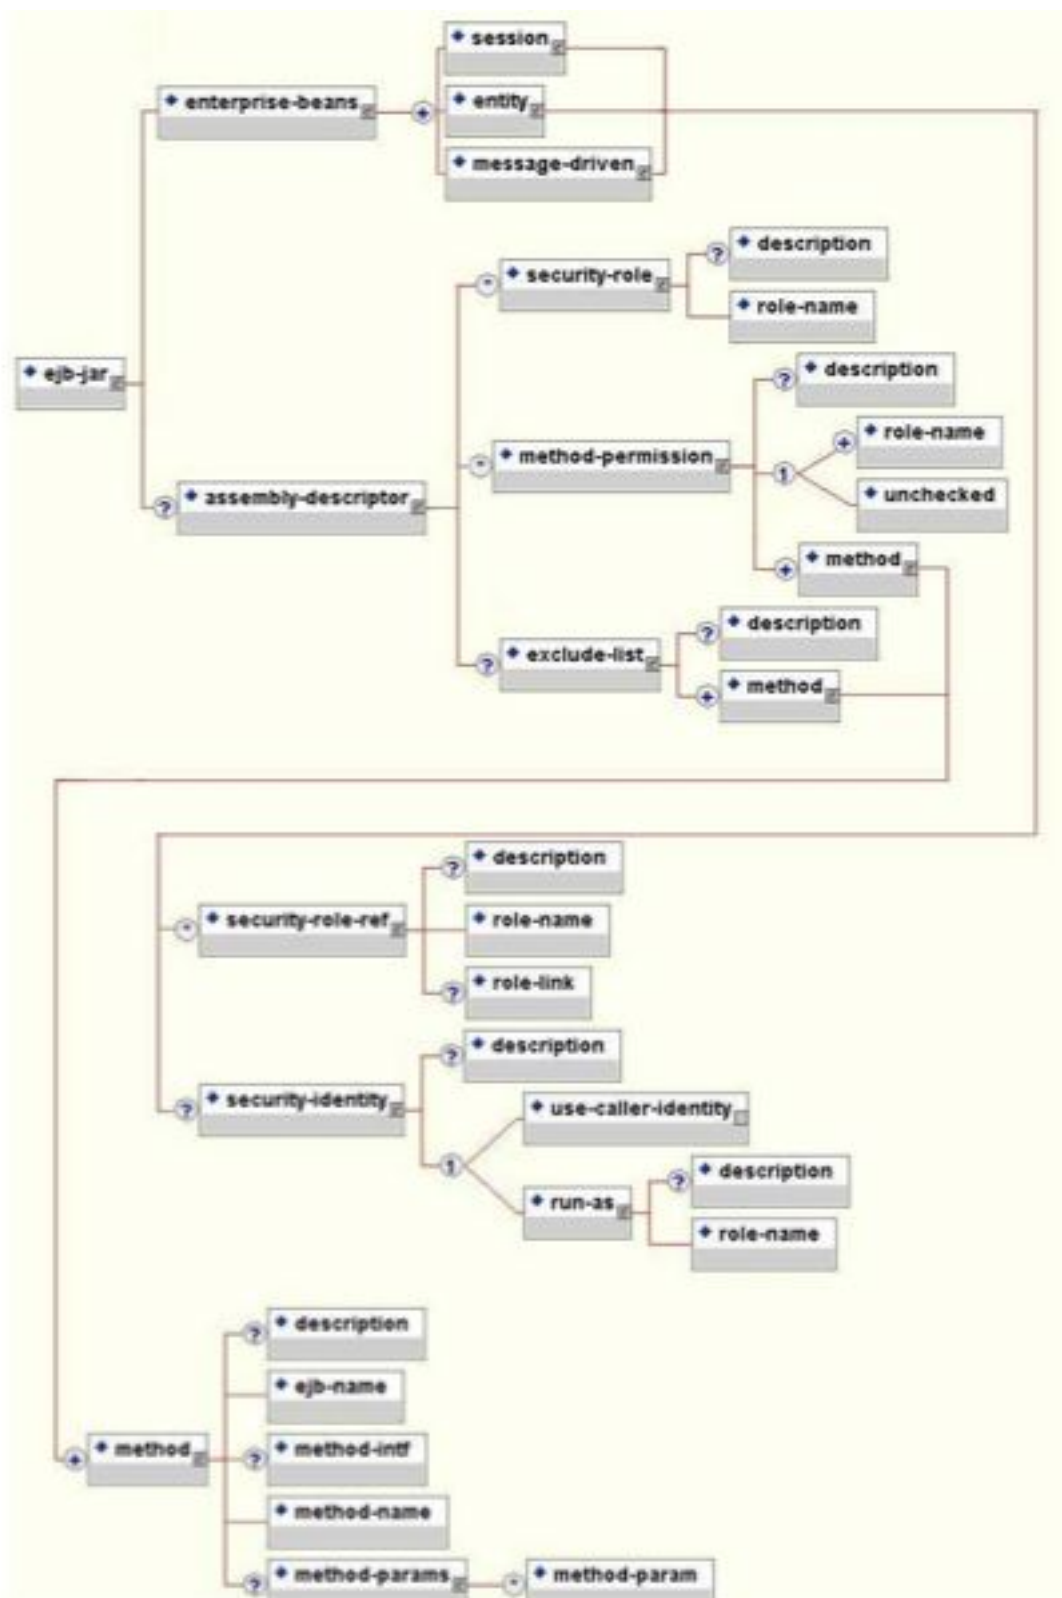 session
enterprise-beans
entity
message-driven
description
security-role
role-name
ejb-jar
description
role-name
method-permission
unchecked
assembly-descriptor
method
description
exclude-list
method
description
security-role-ref
role-name
role-link
description
security-identity
use-caller-identity
description
run-as
role-name
description
ejb-name
method
method-intf
method-name
method-params
method-param